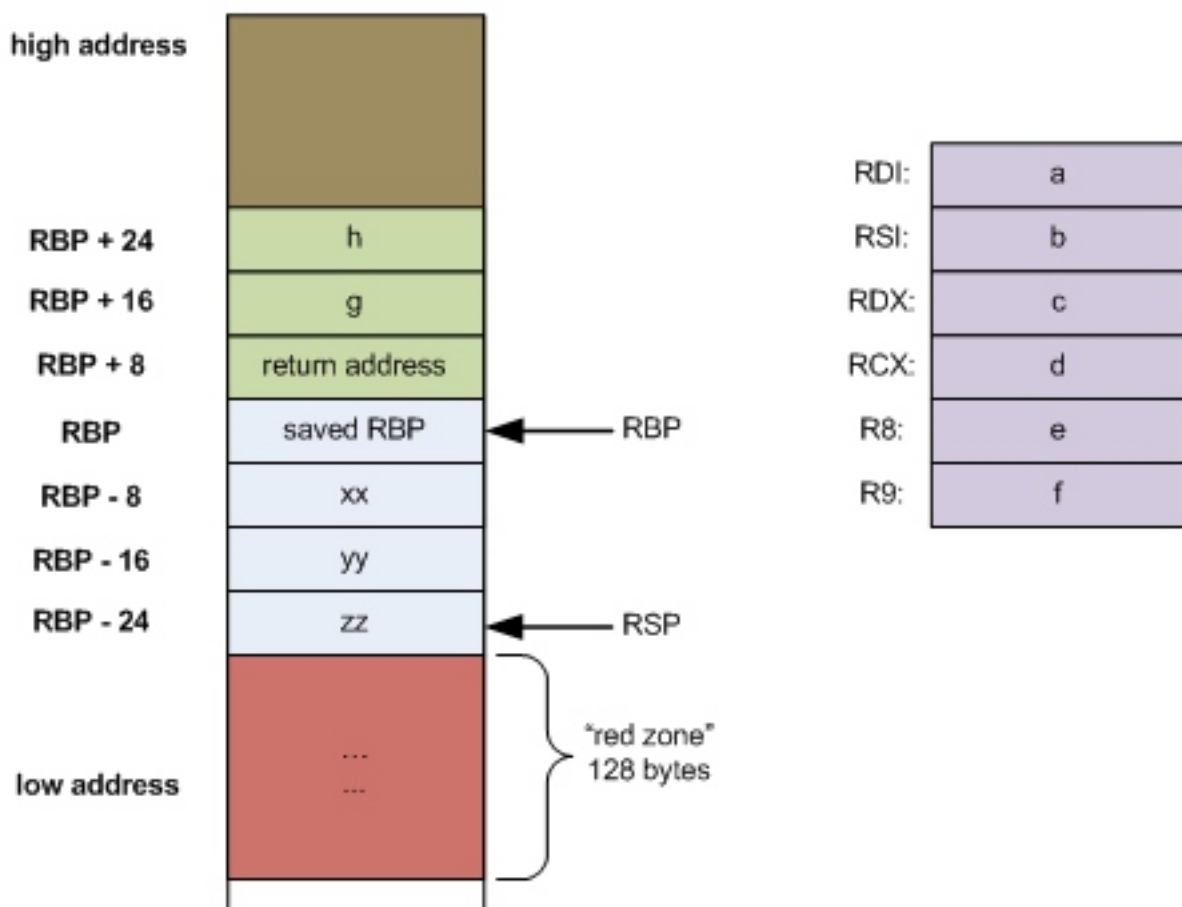 high address
RDI: a
RBP + 24 h RSI: b
RBP + 16 g RDX: c
RBP + 8 return address RCX: d
RBP saved RBP RBP R8: e
RBP - 8 xx R9: f
RBP - 16 yy
RBP - 24 zz RSP
"red zone"
128 bytes
...
low address ...